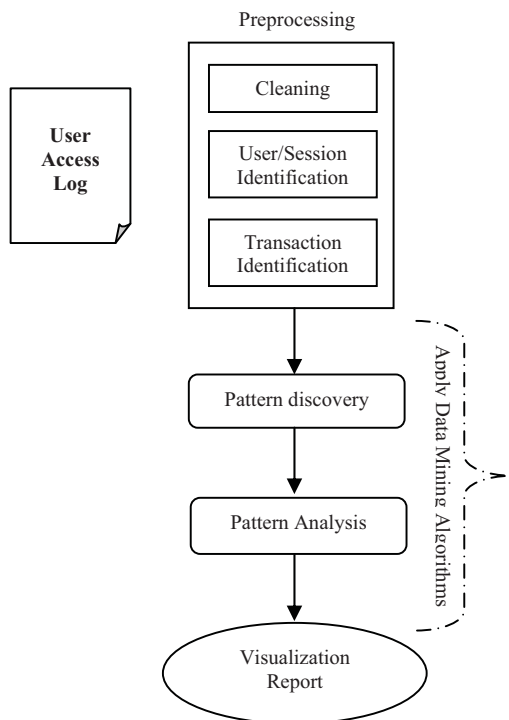 Preprocessing
User
Access
Log
Cleaning
User/Session
Identification
Transaction
Identification
Pattern discovery
Pattern Analysis
Apply Data Mining Algorithms
Visualization
Report